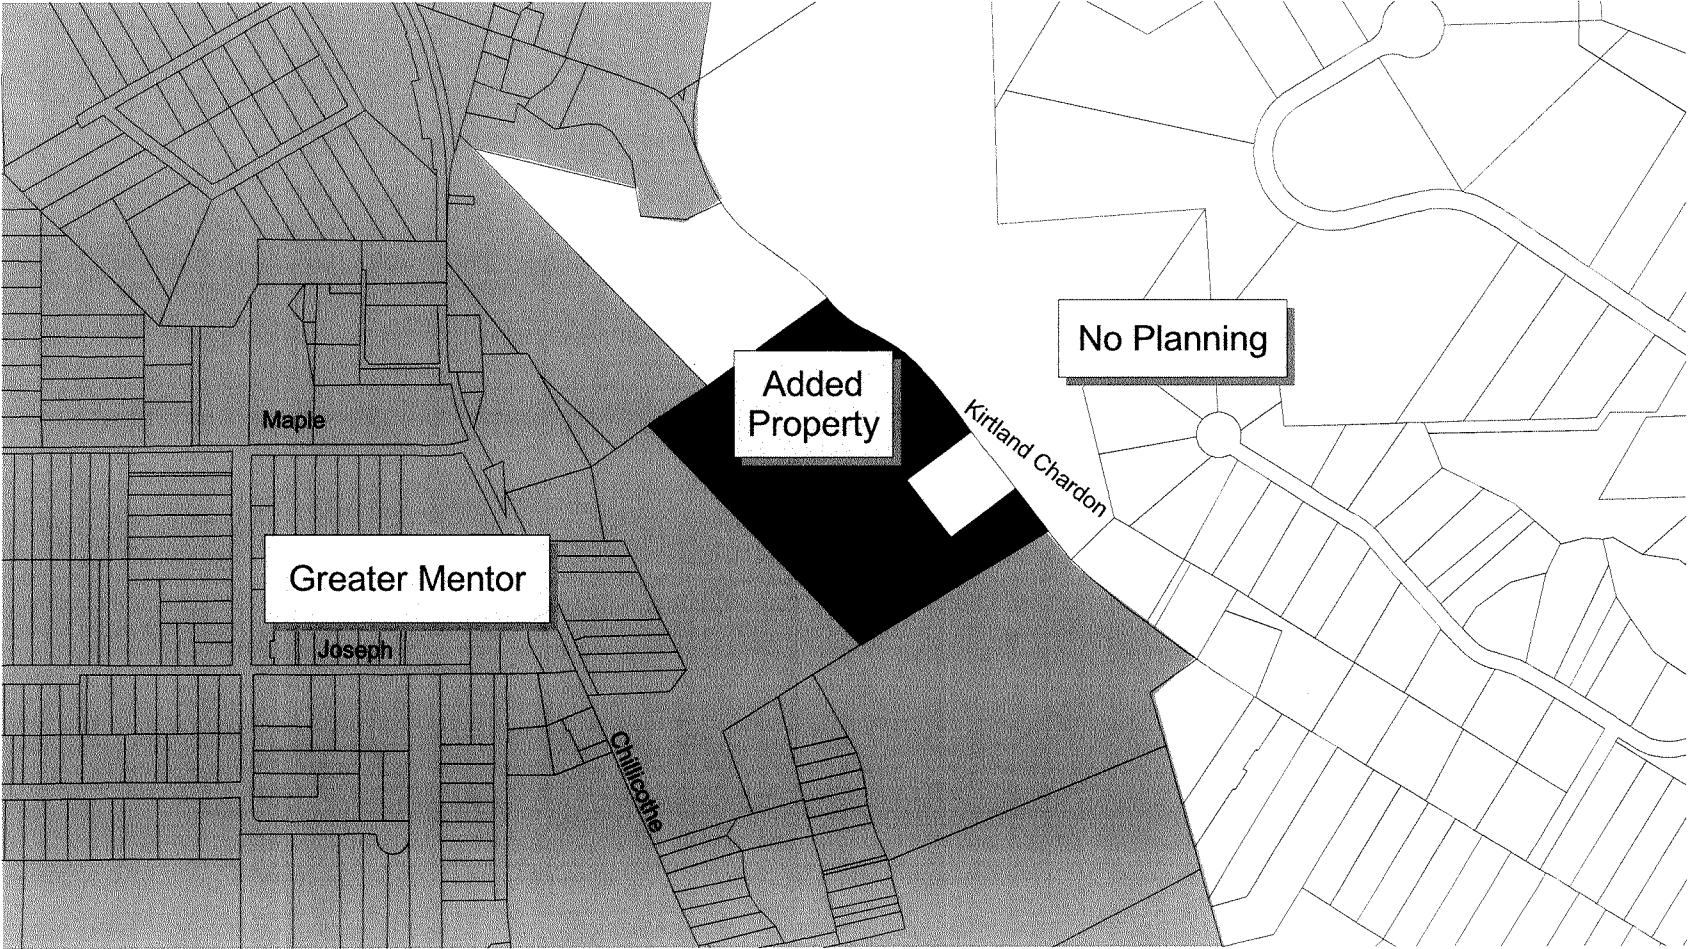 No Planning
Added
Property
Kirtland Chardon
Maple
Greater Mentor
Joseph
Chillicothe